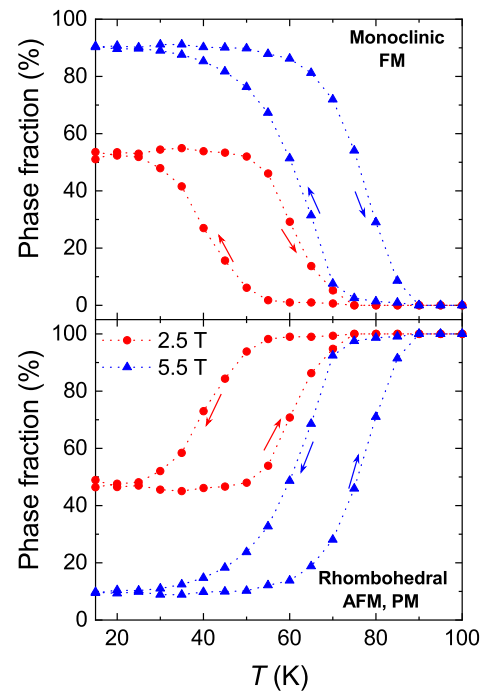 100
Monoclinic
FM
80
60
40
20
0
Phase fraction (%)
100
2.5 T
5.5 T
80
60
40
20
0
Phase fraction (%)
Rhombohedral
AFM, PM
20 40 60 80 100
T (K)